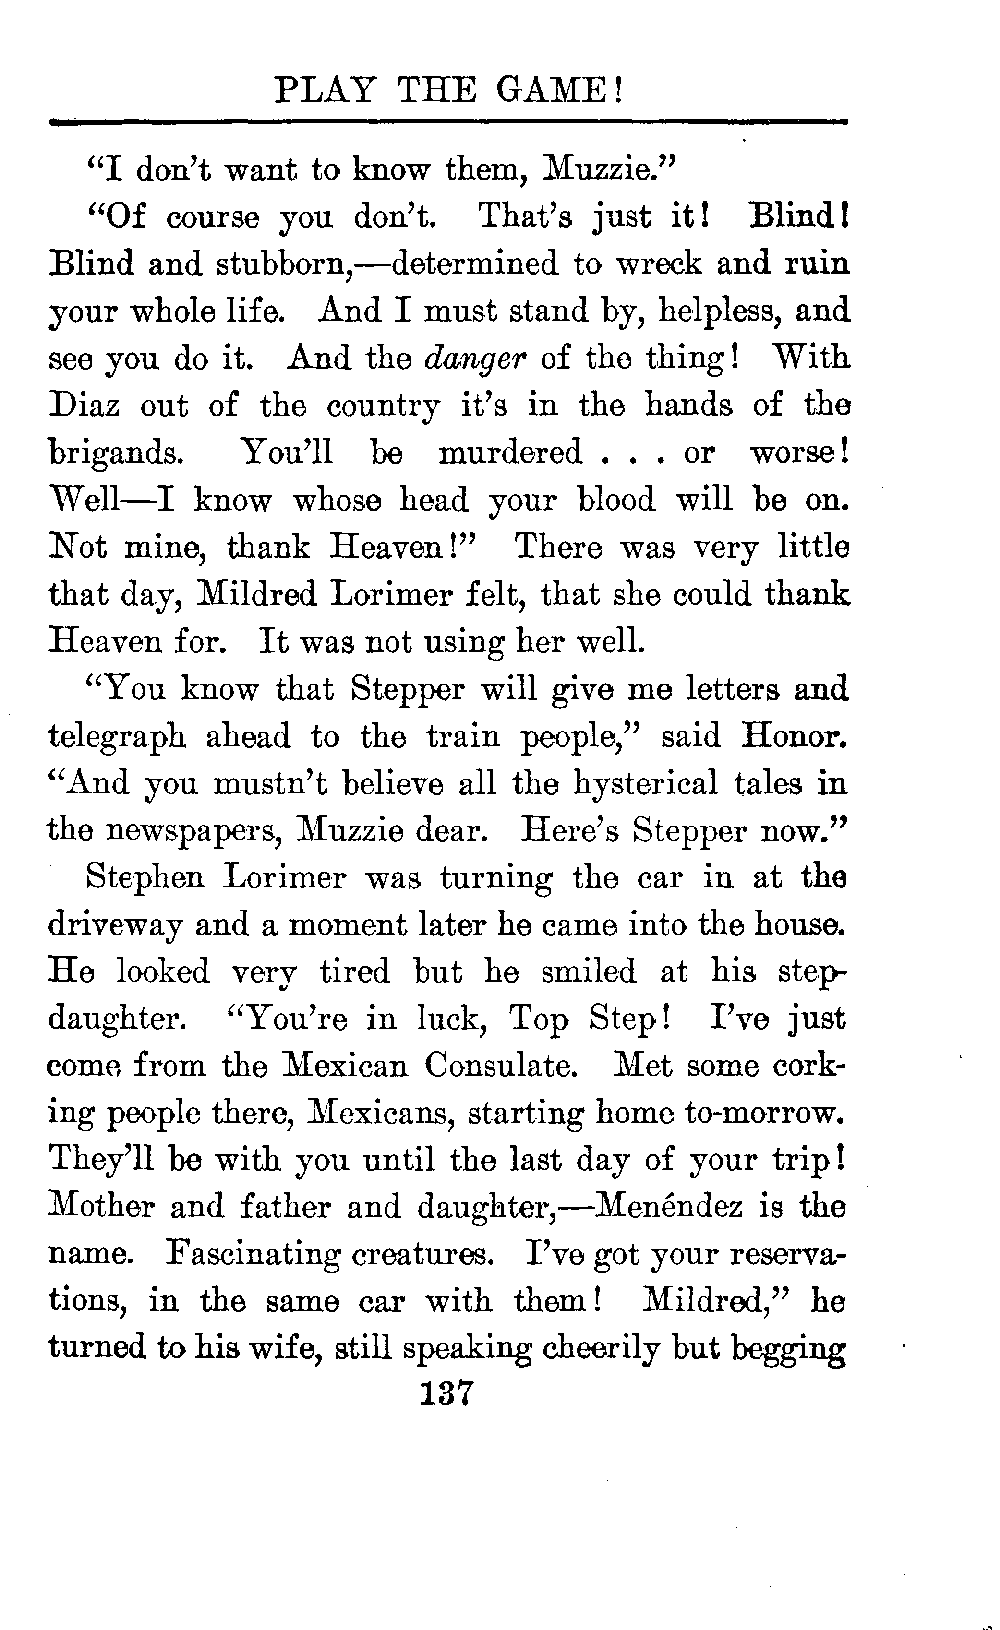 PLAY THE GAME!
“I don’t want to know them, Muzzie.”
“Of course you don’t. That’s just it! Blind!
Blind and stubborn,—determined to wreck and ruin
your whole life. And I must stand by, helpless, and
see you do it. And the danger of the thing! With
Diaz out of the country it’s in the hands of the
brigands. You’ll be murdered . . . or worse!
Well—I know whose head your blood will be on.
Not mine, thank Heaven!” There was very little
that day, Mildred Lorimer felt, that she could thank
Heaven for. It was not using her well.
“You know that Stepper will give me letters and
telegraph ahead to the train people,” said Honor.
“And you mustn’t believe all the hysterical tales in
the newspapers, Muzzie dear. Here’s Stepper now.”
Stephen Lorimer was turning the car in at the
driveway and a moment later he came into the house.
He looked very tired but he smiled at his step-
daughter. “You’re in luck, Top Step! I’ve just
come from the Mexican Consulate. Met some cork-
ing people there, Mexicans, starting home to-morrow.
They’ll be with you until the last day of your trip!
Mother and father and daughter,—Menéndez is the
name. Fascinating creatures. I’ve got your reserva-
tions, in the same car with them! Mildred,” he
turned to his wife, still speaking cheerily but begging
137